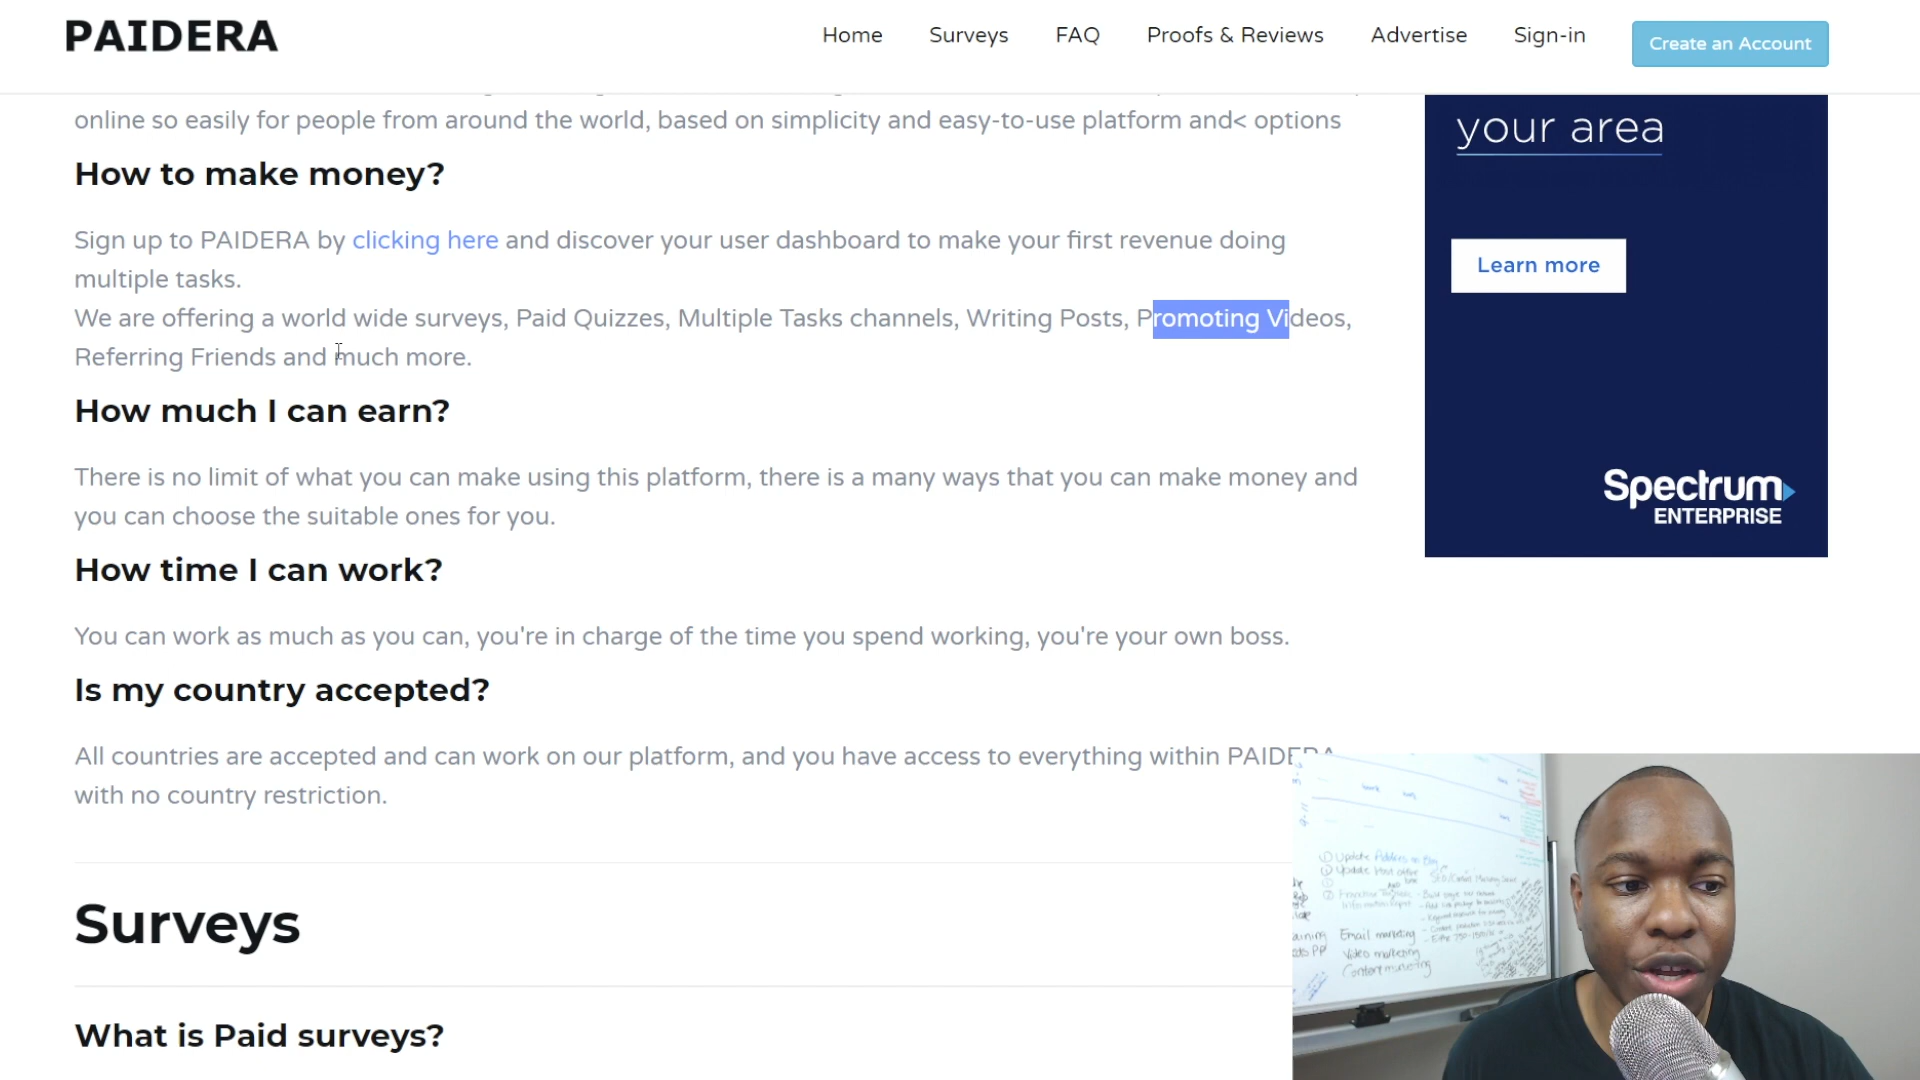 PAIDERA
Home Surveys FAQ Proofs & Reviews Advertise Sign-in Create an Account
online so easily for people from around the world, based on simplicity and easy-to-use platform and< options
How to make money?
Sign up to PAIDERA by clicking here and discover your user dashboard to make your first revenue doing
multiple tasks.
We are offering a world wide surveys, Paid Quizzes, Multiple Tasks channels, Writing Posts, Promoting Videos,
Referring Friends and much more.
How much I can earn?
There is no limit of what you can make using this platform, there is a many ways that you can make money and
you can choose the suitable ones for you.
How time I can work?
You can work as much as you can, you're in charge of the time you spend working, you're your own boss.
Is my country accepted?
All countries are accepted and can work on our platform, and you have access to everything within PAIDERA
with no country restriction.
Surveys
What is Paid surveys?
your area
Learn more
Spectrum
ENTERPRISE
Email marketing
Video marketing
Content marketing